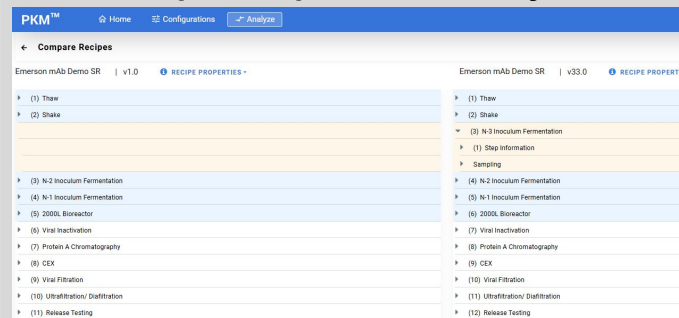 PKM™ Home Configurations Analyze
← Compare Recipes
Emerson mAb Demo SR | v1.0 RECIPE PROPERTIES
(1) Thaw
(2) Shake
(3) N-2 Inoculum Fermentation
(4) N-1 Inoculum Fermentation
(5) 2000L Bioreactor
(6) Viral Inactivation
(7) Protein A Chromatography
(8) CEX
(9) Viral Filtration
(10) Ultrafiltration/ Diafiltration
(11) Release Testing
Emerson mAb Demo SR | v33.0 RECIPE PROPERT
(1) Thaw
(2) Shake
(3) N-3 Inoculum Fermentation
(1) Step Information
Sampling
(4) N-2 Inoculum Fermentation
(5) N-1 Inoculum Fermentation
(6) 2000L Bioreactor
(7) Viral Inactivation
(8) Protein A Chromatography
(9) CEX
(10) Viral Filtration
(11) Ultrafiltration/ Diafiltration
(12) Release Testing